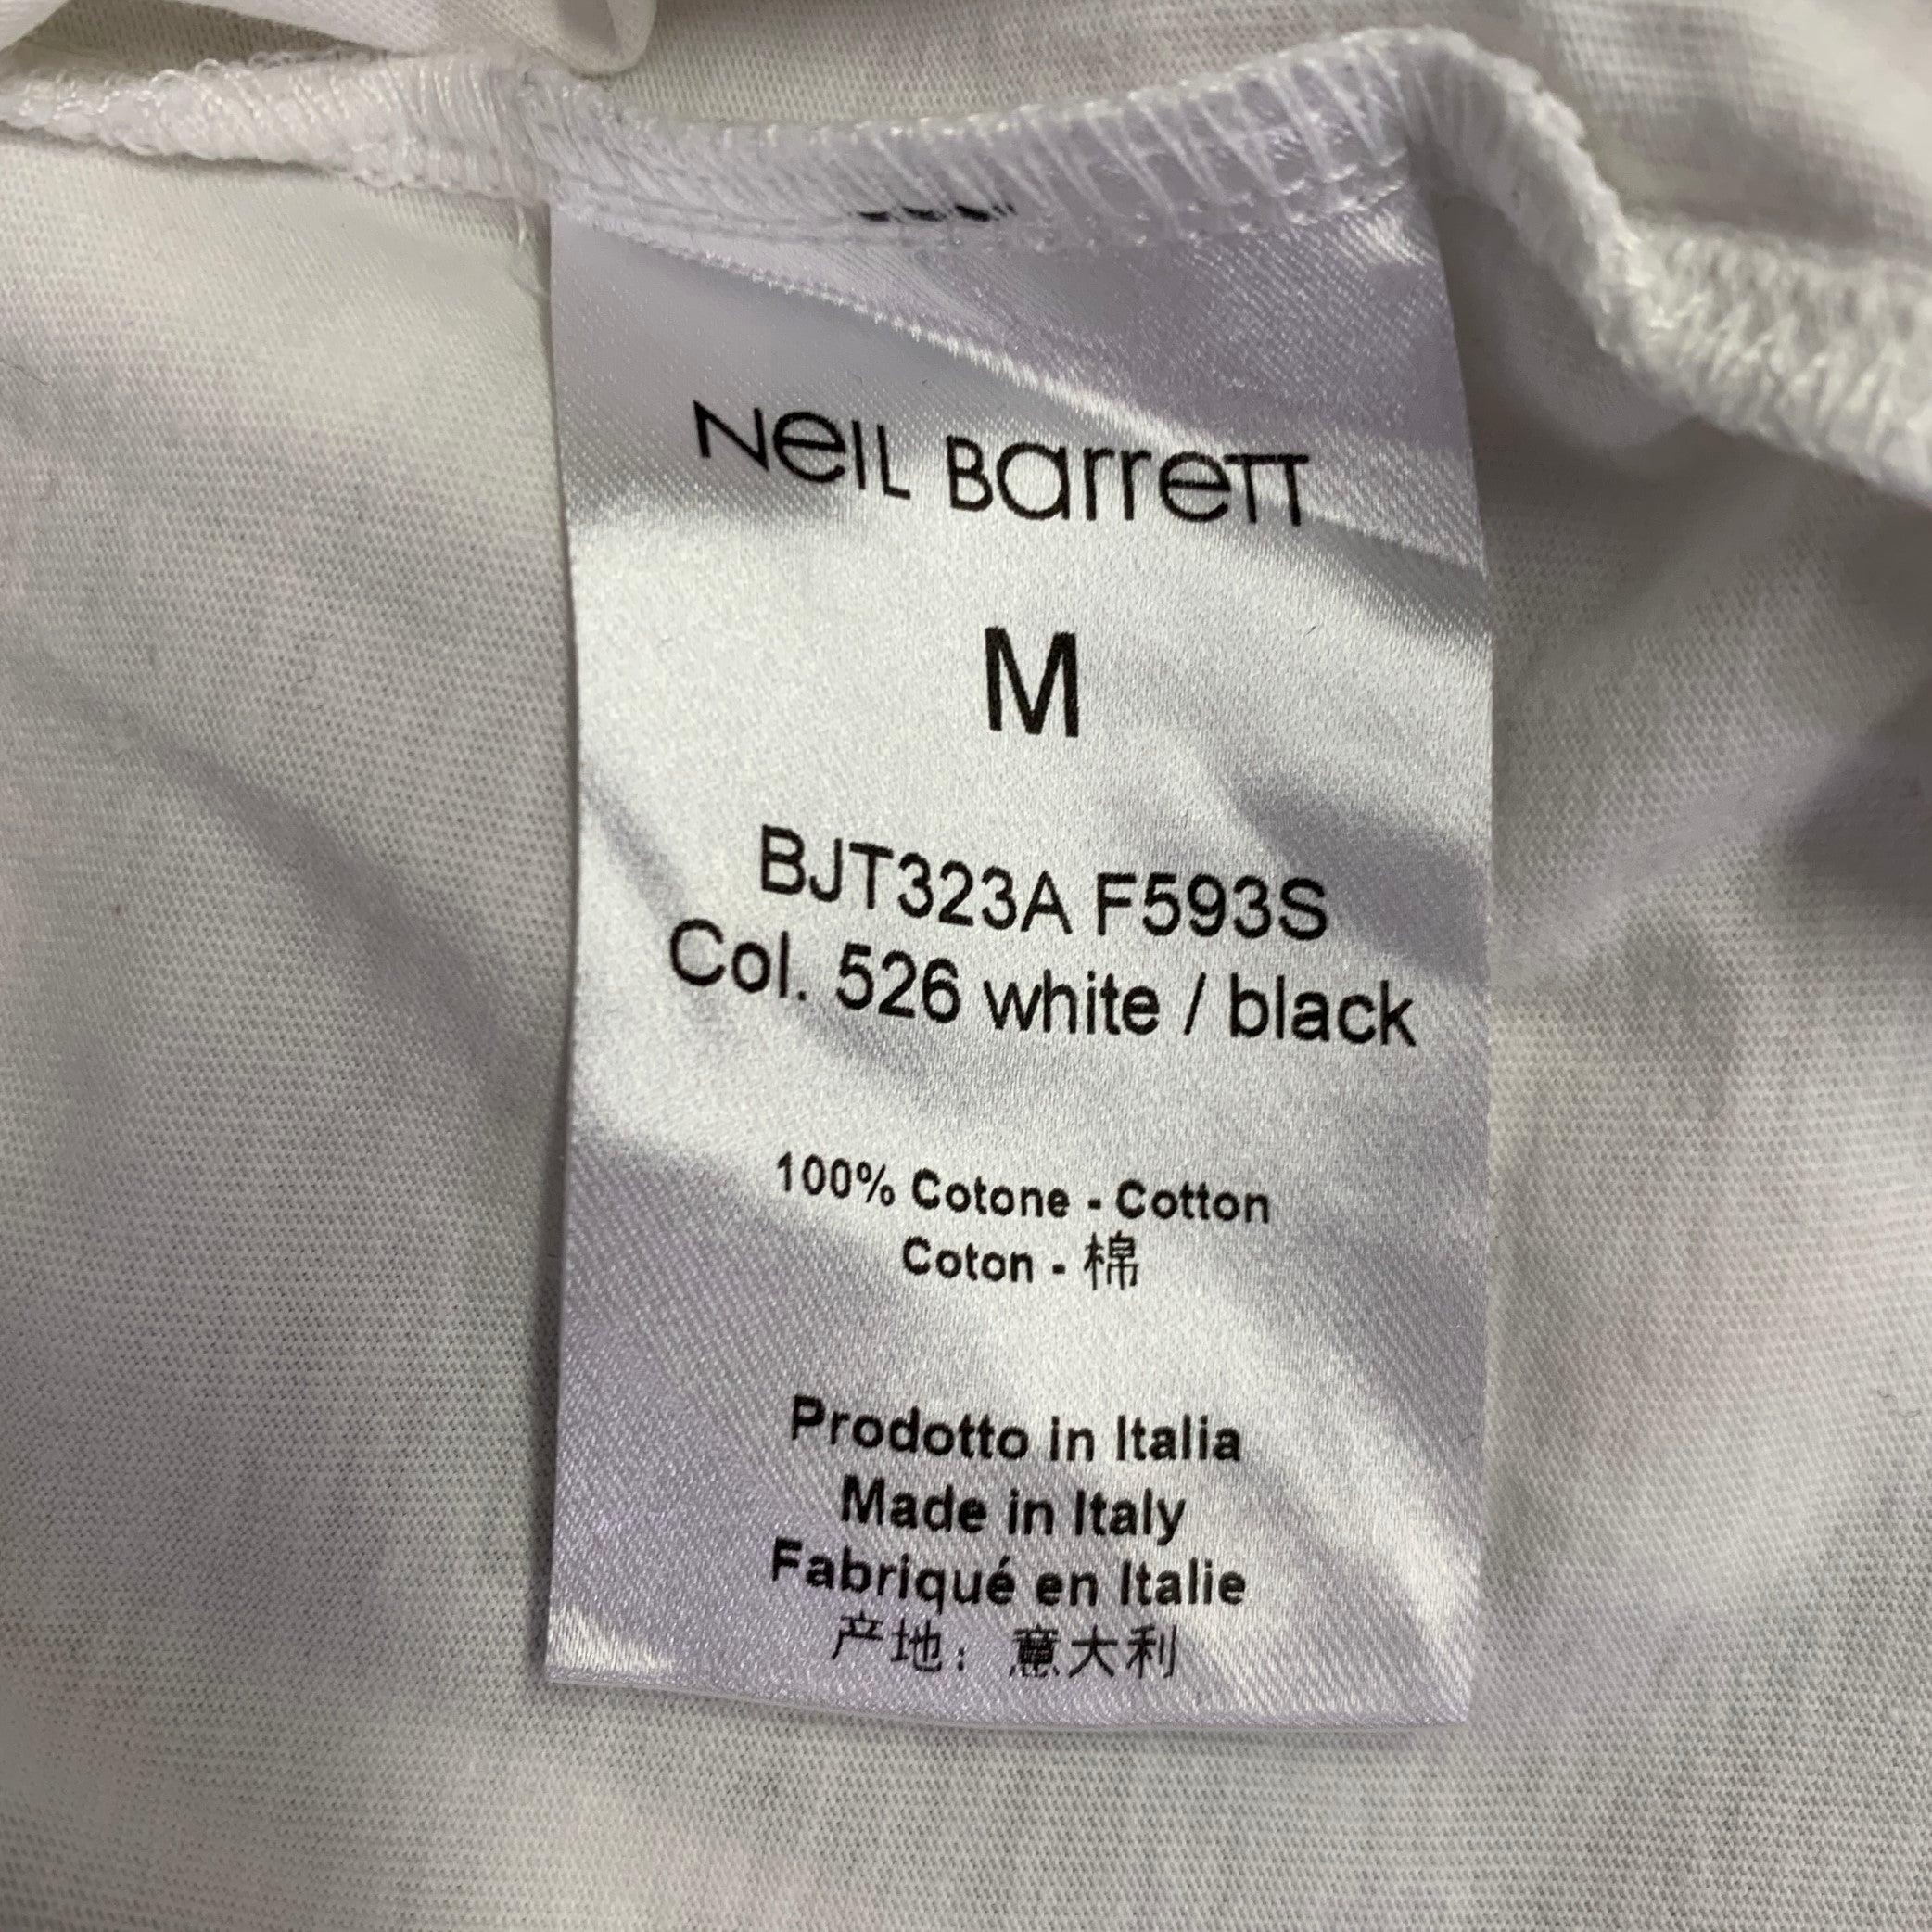 NeIL Barrett
M
BJT323A F593S
Col. 526 white / black
100% Cotone - Cotton
Coton - 棉
Prodotto in Italia
Made in Italy
Fabriqué en Italie
产地：意大利